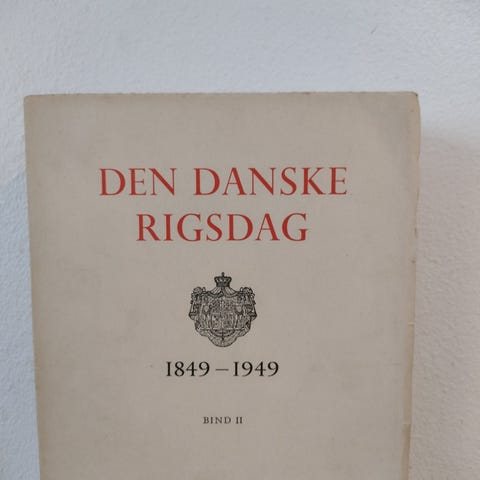 DEN DANSKE
RIGSDAG
1849–1949
BIND II